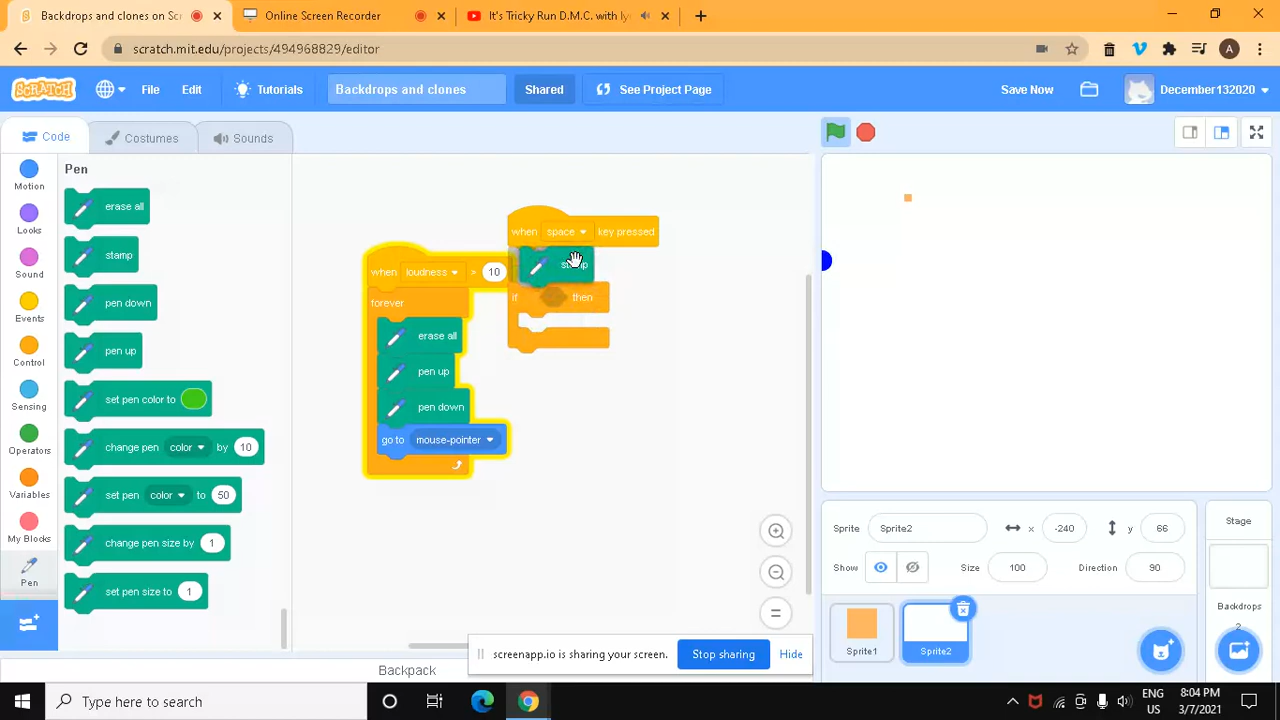 Backdrops and clones on Sc
Online Screen Recorder
It's Tricky Run D.M.C. with ly
scratch.mit.edu/projects/494968829/editor
A
SCRATCH
File
Edit
Tutorials
Backdrops and clones
Shared
See Project Page
Save Now
December132020
Code
Costumes
Sounds
Motion
Looks
Sound
Events
Control
Sensing
Operators
Variables
My Blocks
Pen
Pen
erase all
stamp
pen down
pen up
set pen color to
change pen color by 10
set pen color to 50
change pen size by 1
set pen size to 1
when loudness > 10
forever
erase all
pen up
pen down
go to mouse-pointer
when space key pressed
if then
Sprite Sprite2
x -240
y 66
Show
Size 100
Direction 90
Sprite1
Sprite2
Stage
Backdrops
2
screenapp.io is sharing your screen.
Stop sharing
Hide
Backpack
Type here to search
ENG
US
8:04 PM
3/7/2021